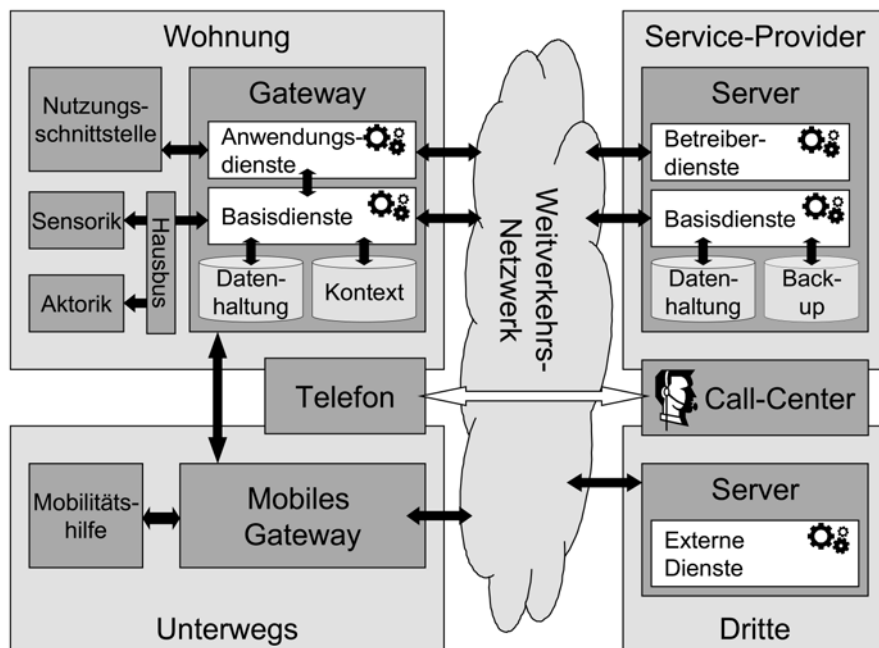 Wohnung
Nutzungs-
schnittstelle
Sensorik
Aktorik
Hausbus
Gateway
Anwendungs-
dienste
Basisdienste
Daten-
haltung
Kontext
Weitverkehrs-
Netzwerk
Service-Provider
Server
Betreiber-
dienste
Basisdienste
Daten-
haltung
Back-
up
Telefon
Call-Center
Mobilitäts-
hilfe
Mobiles
Gateway
Unterwegs
Server
Externe
Dienste
Dritte